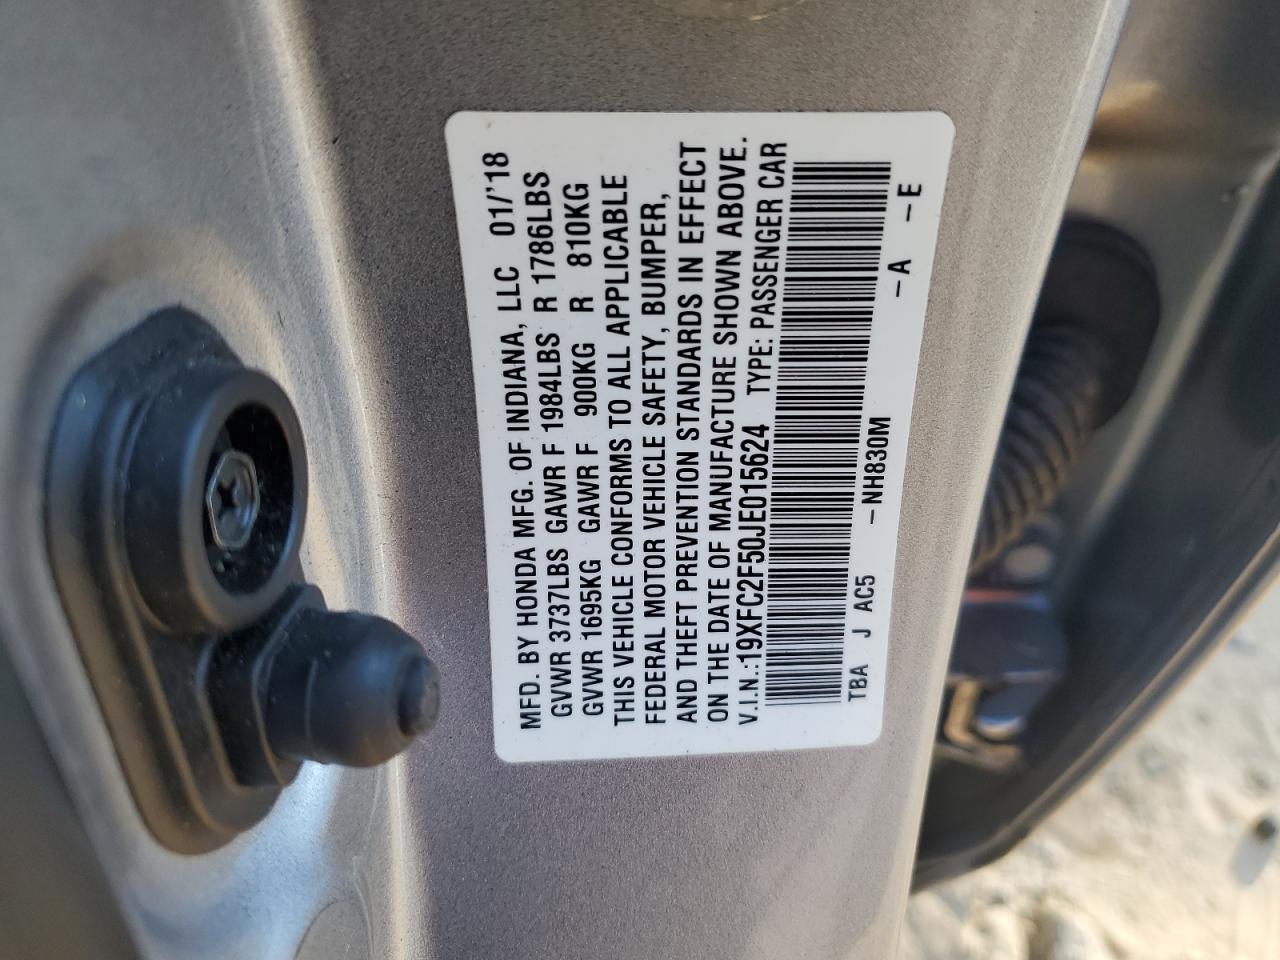 MFD. BY HONDA MFG. OF INDIANA, LLC 01/'18
GVWR 3737LBS GAWR F 1984LBS R 1786LBS
GVWR 1695KG GAWR F 900KG R 810KG
THIS VEHICLE CONFORMS TO ALL APPLICABLE
FEDERAL MOTOR VEHICLE SAFETY, BUMPER,
AND THEFT PREVENTION STANDARDS IN EFFECT
ON THE DATE OF MANUFACTURE SHOWN ABOVE.
V.I.N.:19XFC2F50JE015624 TYPE: PASSENGER CAR
TBA J AC5 -NH830M -A -E